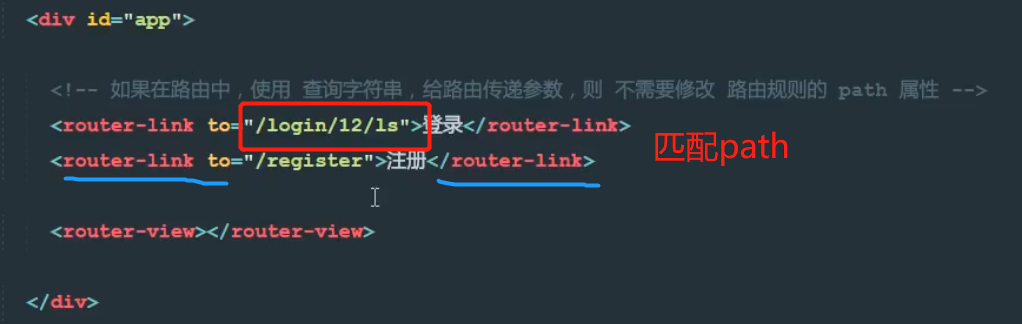 <div id="app">
<!-- 如果在路由中，使用 查询字符串，给路由传递参数，则 不需要修改 路由规则的 path 属性 -->
<router-link to="/login/12/ls">登录</router-link>
<router-link to="/register">注册</router-link>
匹配path
<router-view></router-view>
</div>